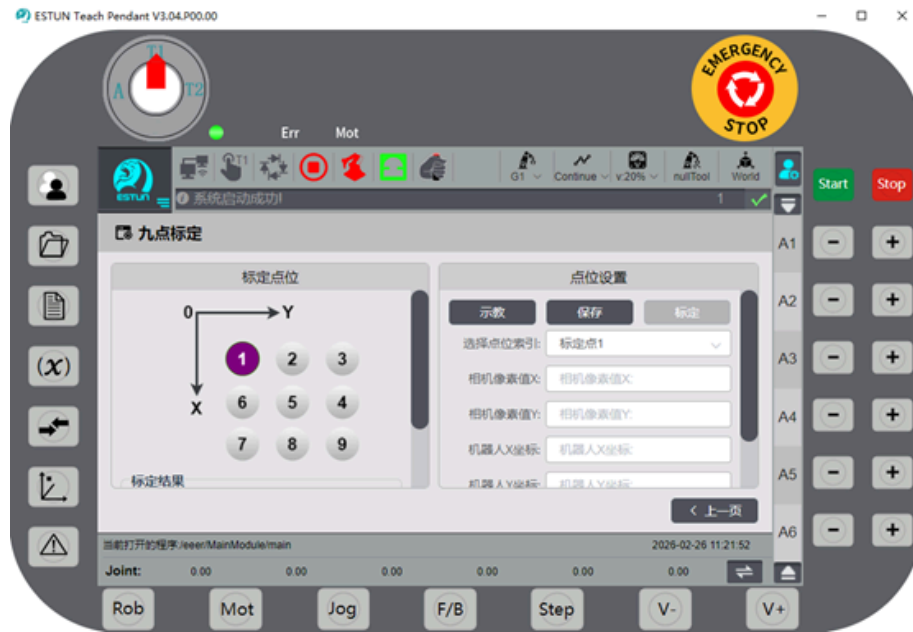 ESTUN Teach Pendant V3.04.P00.00
T1
A T2
EMERGENCY
STOP
Err Mot
T1
G1 Continue v:20% nullTool World
ESTUN
系统启动成功! 1
Start Stop
九点标定
标定点位 点位设置
0 Y
X
1 2 3
6 5 4
7 8 9
标定结果
示教 保存 标定
选择点位索引: 标定点1
相机像素值X: 相机像素值X:
相机像素值Y: 相机像素值Y:
机器人X坐标: 机器人X坐标:
机器人Y坐标: 机器人Y坐标:
< 上一页
A1 - +
A2 - +
A3 - +
A4 - +
A5 - +
A6 - +
(x)
当前打开的程序:/eeer/MainModule/main 2026-02-26 11:21:52
Joint: 0.00 0.00 0.00 0.00 0.00 0.00
Rob Mot Jog F/B Step V- V+